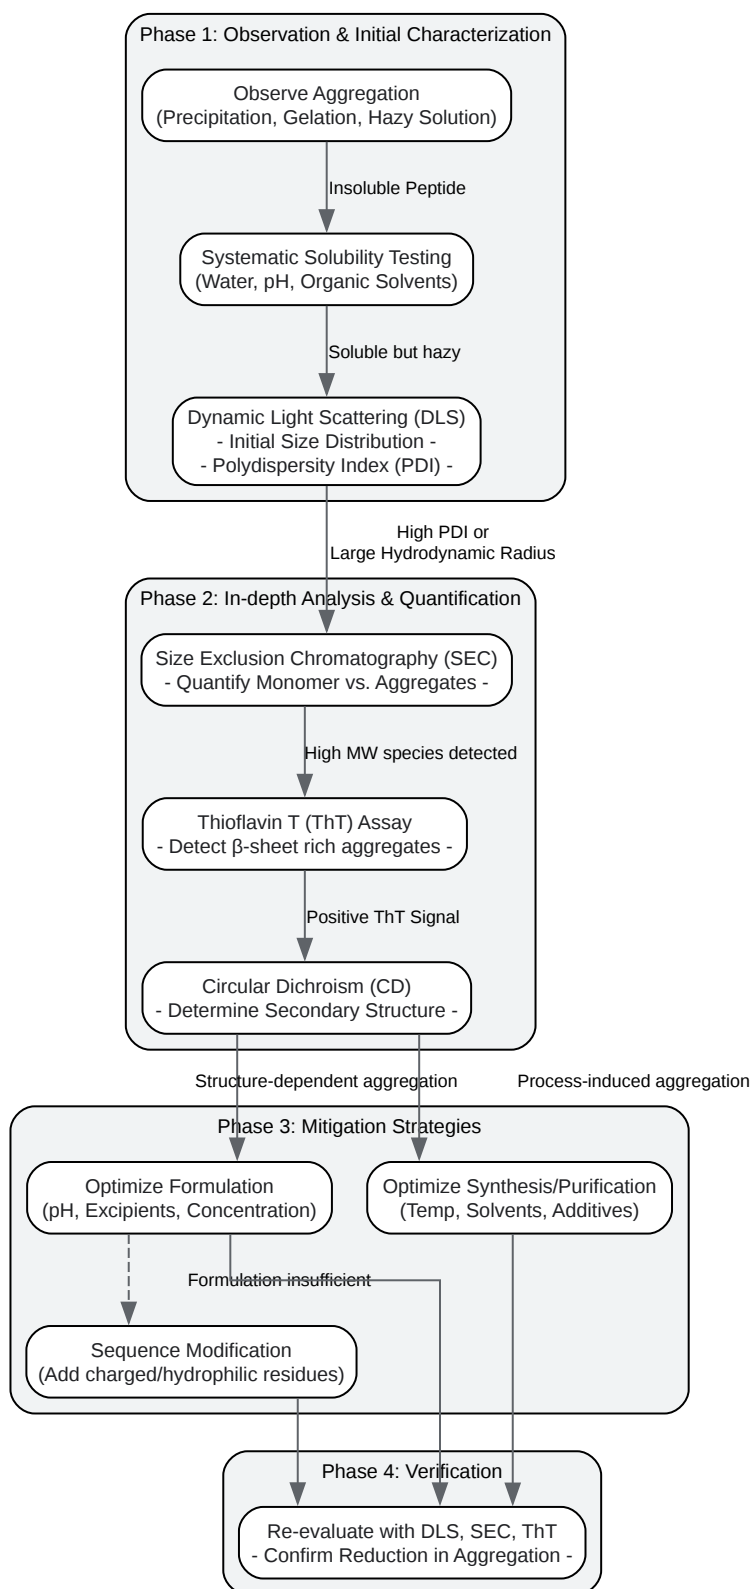 Phase 1: Observation & Initial Characterization
Observe Aggregation
(Precipitation, Gelation, Hazy Solution)
Insoluble Peptide
Systematic Solubility Testing
(Water, pH, Organic Solvents)
Soluble but hazy
Dynamic Light Scattering (DLS)
- Initial Size Distribution -
- Polydispersity Index (PDI) -
High PDI or
Large Hydrodynamic Radius
Phase 2: In-depth Analysis & Quantification
Size Exclusion Chromatography (SEC)
- Quantify Monomer vs. Aggregates -
High MW species detected
Thioflavin T (ThT) Assay
- Detect β-sheet rich aggregates -
Positive ThT Signal
Circular Dichroism (CD)
- Determine Secondary Structure -
Structure-dependent aggregation
Process-induced aggregation
Phase 3: Mitigation Strategies
Optimize Formulation
(pH, Excipients, Concentration)
Optimize Synthesis/Purification
(Temp, Solvents, Additives)
Formulation insufficient
Sequence Modification
(Add charged/hydrophilic residues)
Phase 4: Verification
Re-evaluate with DLS, SEC, ThT
- Confirm Reduction in Aggregation -